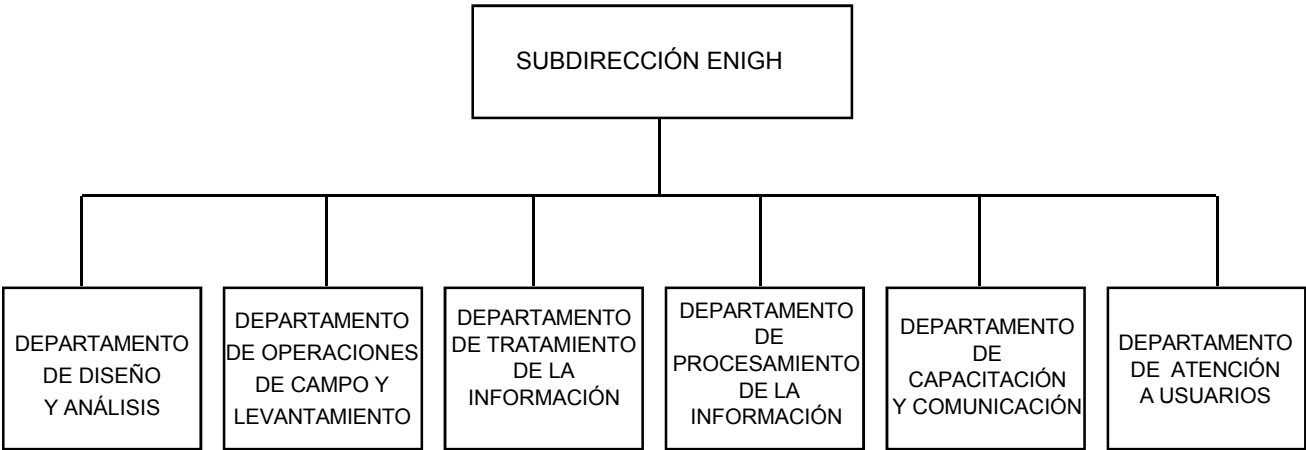 SUBDIRECCIÓN ENIGH
DEPARTAMENTO
DE DISEÑO
Y ANÁLISIS
DEPARTAMENTO
DE OPERACIONES
DE CAMPO Y
LEVANTAMIENTO
DEPARTAMENTO
DE TRATAMIENTO
DE LA
INFORMACIÓN
DEPARTAMENTO
DE
PROCESAMIENTO
DE LA
INFORMACIÓN
DEPARTAMENTO
DE
CAPACITACIÓN
Y COMUNICACIÓN
DEPARTAMENTO
DE ATENCIÓN
A USUARIOS